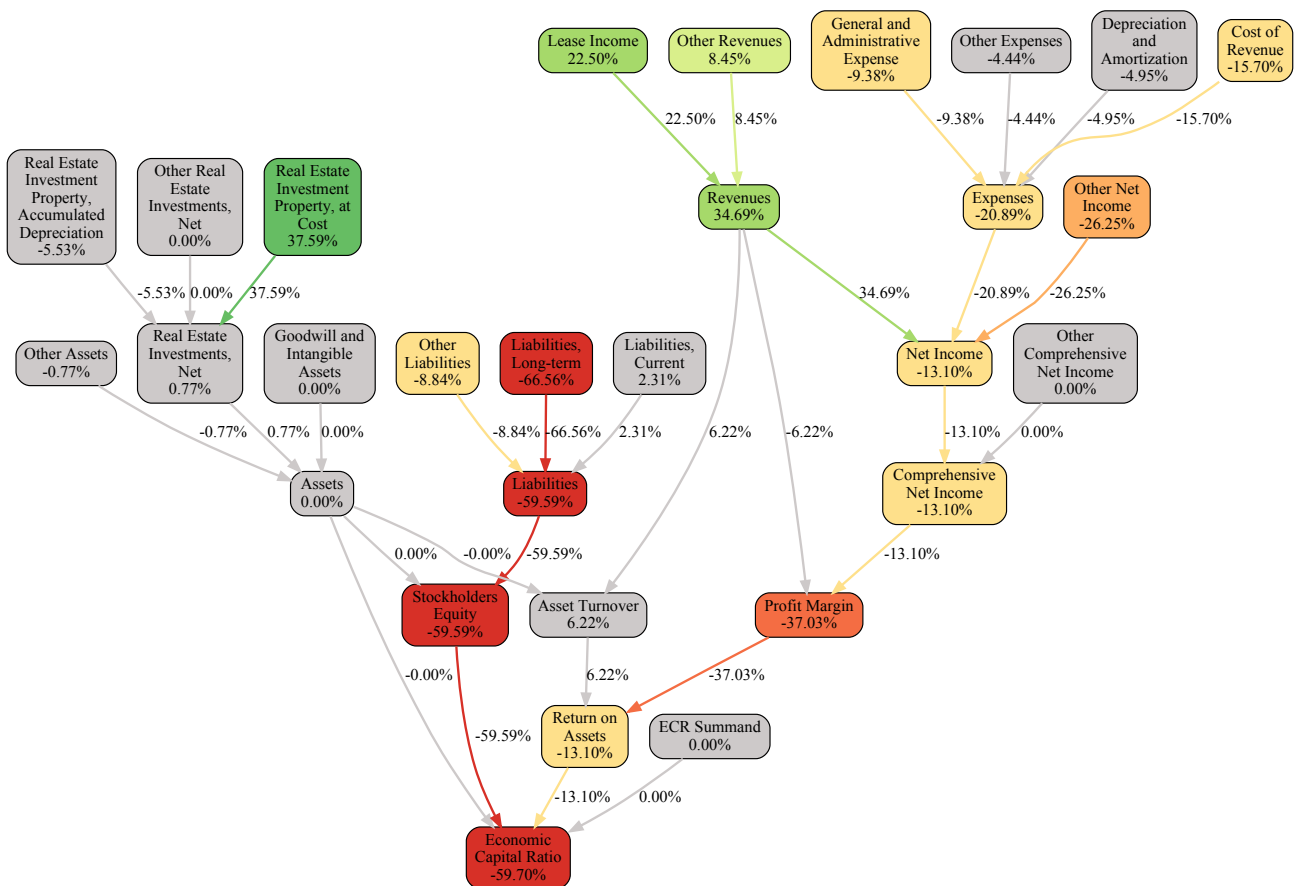 Lease Income
22.50%
Other Revenues
8.45%
General and
Administrative
Expense
-9.38%
Other Expenses
-4.44%
Depreciation
and
Amortization
-4.95%
Cost of
Revenue
-15.70%
22.50%
8.45%
-9.38%
-4.44%
-4.95%
-15.70%
Real Estate
Investment
Property,
Accumulated
Depreciation
-5.53%
Other Real
Estate
Investments,
Net
0.00%
Real Estate
Investment
Property, at
Cost
37.59%
Revenues
34.69%
Expenses
-20.89%
Other Net
Income
-26.25%
-5.53%
0.00%
37.59%
34.69%
-20.89%
-26.25%
Other Assets
-0.77%
Real Estate
Investments,
Net
0.77%
Goodwill and
Intangible
Assets
0.00%
Other
Liabilities
-8.84%
Liabilities,
Long-term
-66.56%
Liabilities,
Current
2.31%
Net Income
-13.10%
Other
Comprehensive
Net Income
0.00%
-0.77%
0.77%
0.00%
-8.84%
-66.56%
2.31%
6.22%
-6.22%
-13.10%
0.00%
Assets
0.00%
Liabilities
-59.59%
Comprehensive
Net Income
-13.10%
0.00%
-0.00%
-59.59%
-13.10%
Stockholders
Equity
-59.59%
Asset Turnover
6.22%
Profit Margin
-37.03%
-0.00%
6.22%
-37.03%
Return on
Assets
-13.10%
ECR Summand
0.00%
-59.59%
-13.10%
0.00%
Economic
Capital Ratio
-59.70%